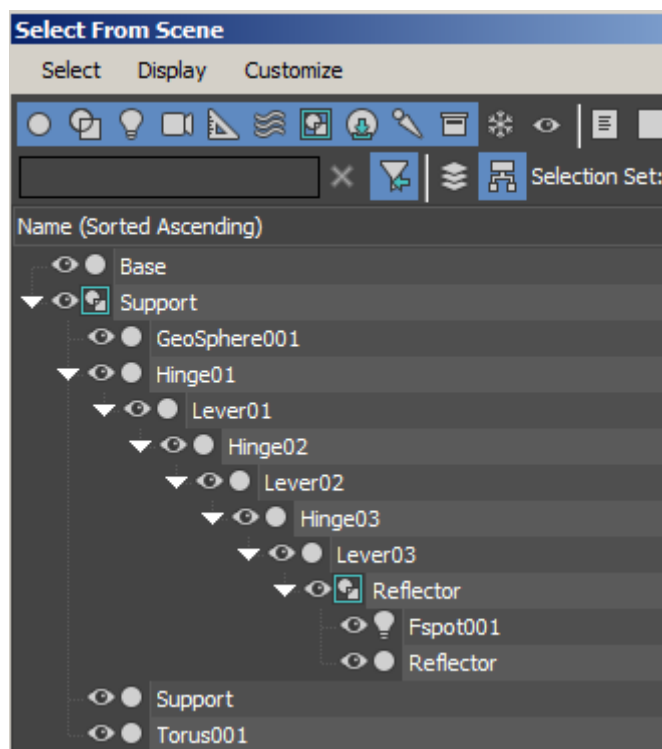 Select From Scene
Select Display Customize
Selection Set:
Name (Sorted Ascending)
Base
Support
GeoSphere001
Hinge01
Lever01
Hinge02
Lever02
Hinge03
Lever03
Reflector
Fspot001
Reflector
Support
Torus001